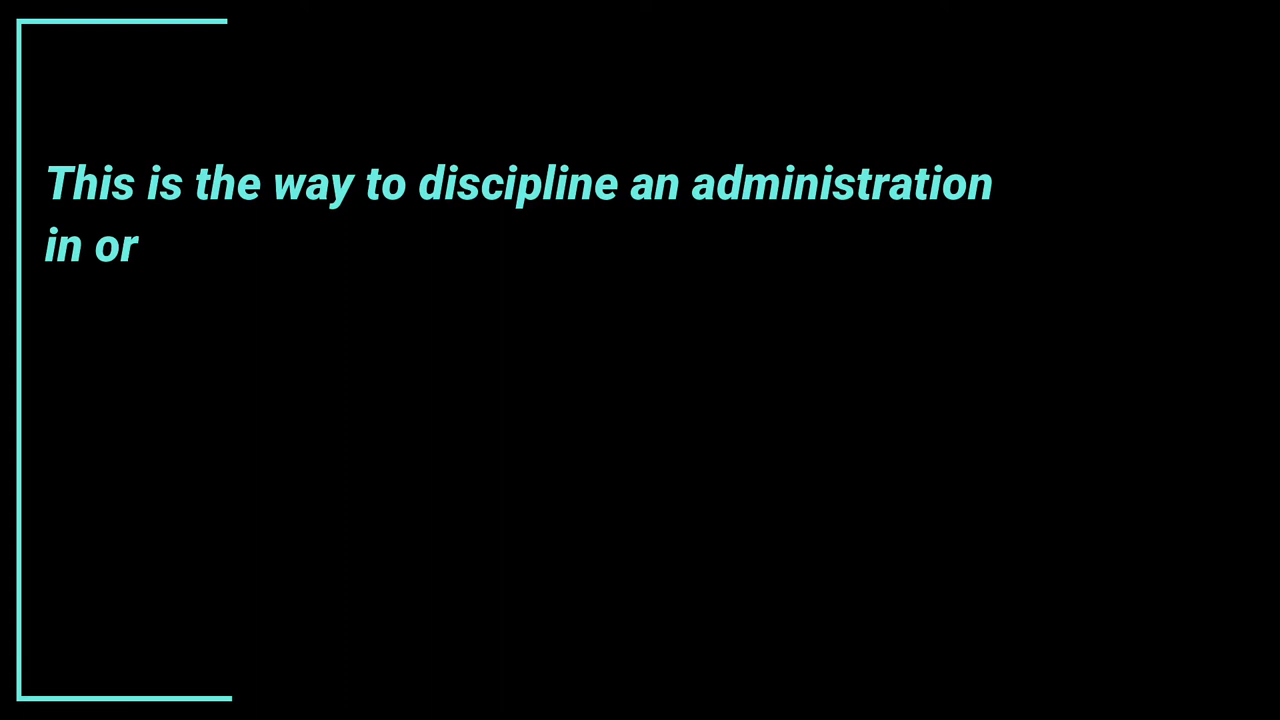 This is the way to discipline an administration
in or